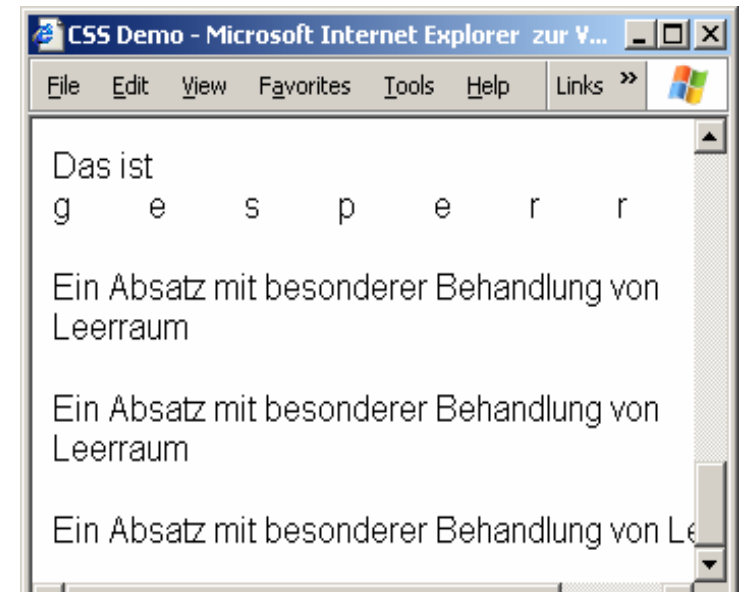 CSS Demo - Microsoft Internet Explorer zur V...
File Edit View Favorites Tools Help Links »
Das ist
g e s p e r r
Ein Absatz mit besonderer Behandlung von
Leerraum
Ein Absatz mit besonderer Behandlung von
Leerraum
Ein Absatz mit besonderer Behandlung von